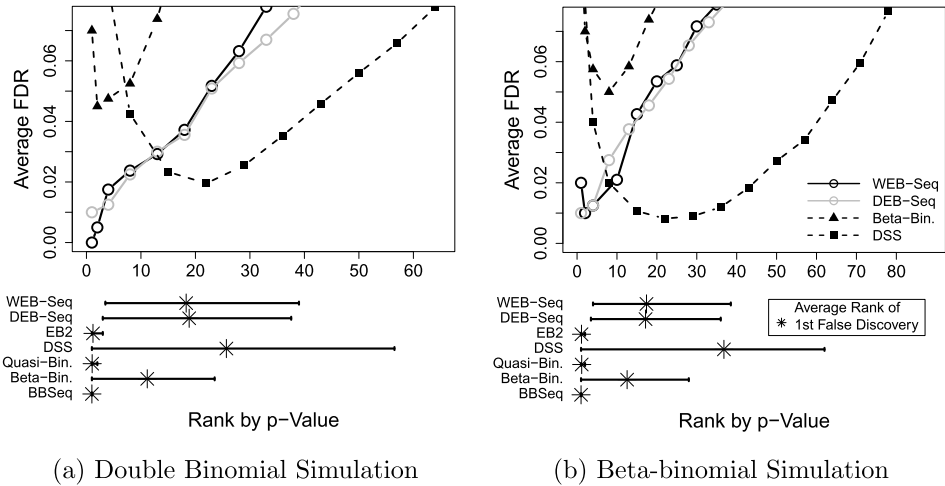 Average FDR
0.00 0.02 0.04 0.06
0 10 20 30 40 50 60
WEB-Seq
DEB-Seq
EB2
DSS
Quasi-Bin.
Beta-Bin.
BBSeq
Rank by p-Value
(a) Double Binomial Simulation
Average FDR
0.00 0.02 0.04 0.06
WEB-Seq
DEB-Seq
Beta-Bin.
DSS
0 10 20 30 40 50 60 70 80
WEB-Seq
DEB-Seq
EB2
DSS
Quasi-Bin.
Beta-Bin.
BBSeq
Average Rank of
1st False Discovery
Rank by p-Value
(b) Beta-binomial Simulation